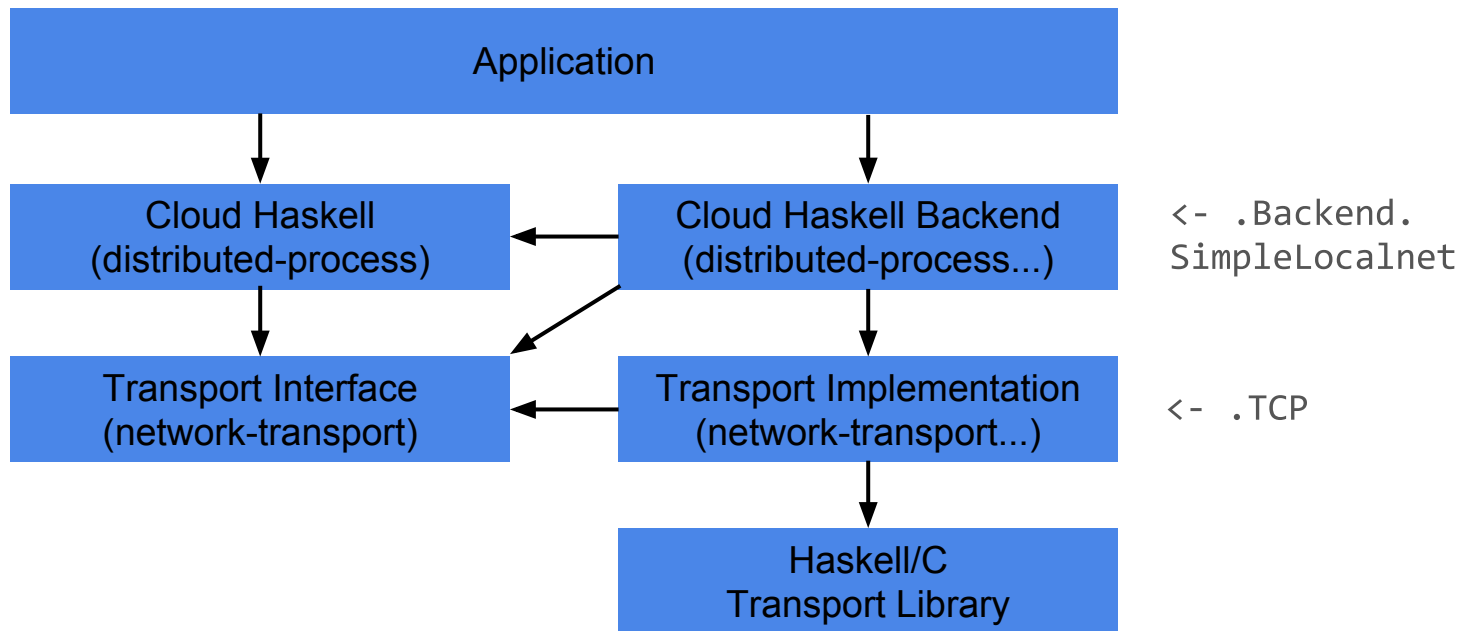 Application
Cloud Haskell
(distributed-process)
Cloud Haskell Backend
(distributed-process...)
<- .Backend.
SimpleLocalnet
Transport Interface
(network-transport)
Transport Implementation
(network-transport...)
<- .TCP
Haskell/C
Transport Library